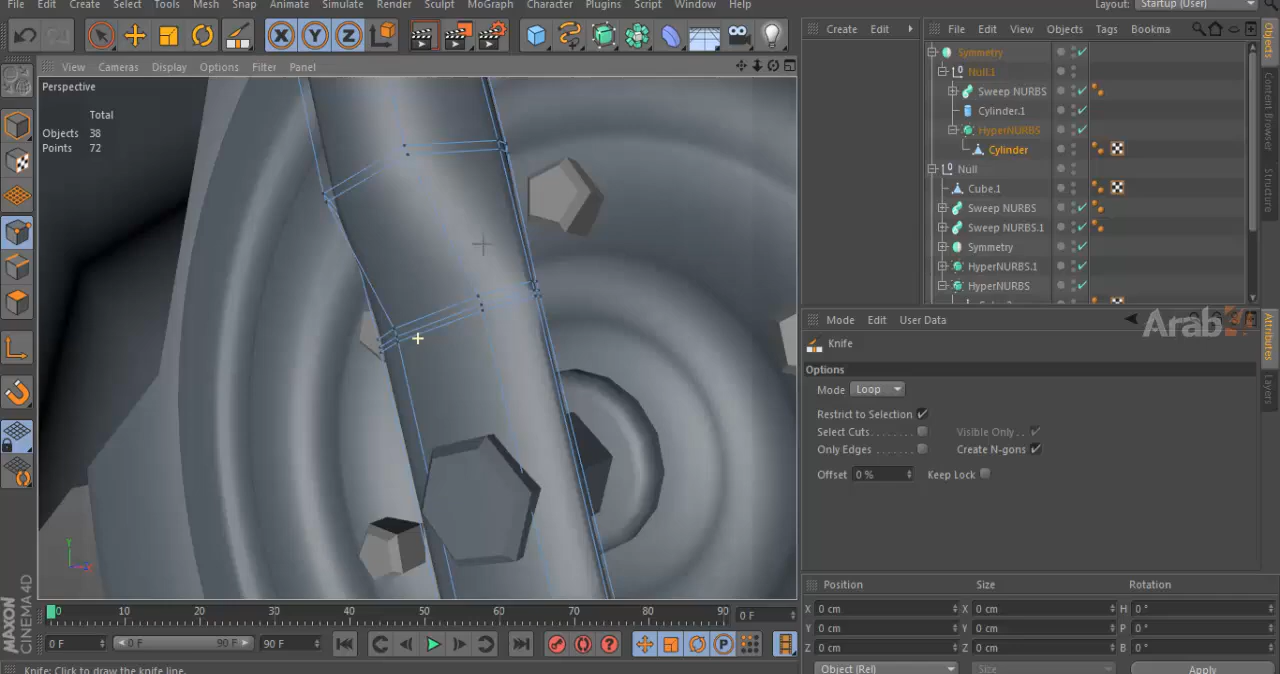 File Edit Create Select Tools Mesh Snap Animate Simulate Render Sculpt MoGraph Character Plugins Script Window Help
Layout: Startup (User)
X Y Z
Create Edit
File Edit View Objects Tags Bookma
View Cameras Display Options Filter Panel
Perspective
Total
Objects 38
Points 72
Symmetry
Null.1
Sweep NURBS
Cylinder.1
HyperNURBS
Cylinder
Null
Cube.1
Sweep NURBS
Sweep NURBS.1
Symmetry
HyperNURBS.1
HyperNURBS
Objects
Content Browser
Structure
Mode Edit User Data
Arab
Attributes
Layers
Knife
Options
Mode Loop
Restrict to Selection
Select Cuts Visible Only
Only Edges Create N-gons
Offset 0 % Keep Lock
Y
Position Size Rotation
X 0 cm X 0 cm H 0 °
Y 0 cm Y 0 cm P 0 °
Z 0 cm Z 0 cm B 0 °
Object (Rel) Size Apply
0 10 20 30 40 50 60 70 80 90 0 F
0 F 0 F 90 F 90 F
MAXON
CINEMA 4D
Knife: Click to draw the knife line.